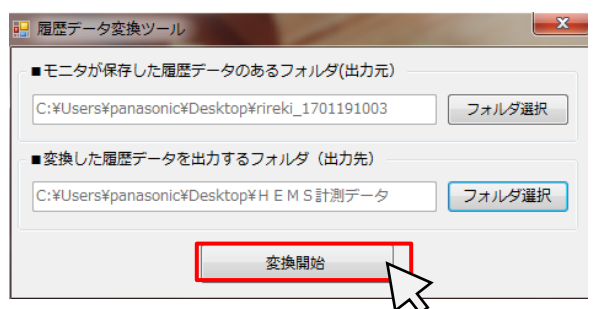 履歴データ変換ツール
x
■モニタが保存した履歴データのあるフォルダ(出力元)
C:¥Users¥panasonic¥Desktop¥rireki_1701191003 フォルダ選択
■変換した履歴データを出力するフォルダ（出力先）
C:¥Users¥panasonic¥Desktop¥ＨＥＭＳ計測データ フォルダ選択
変換開始